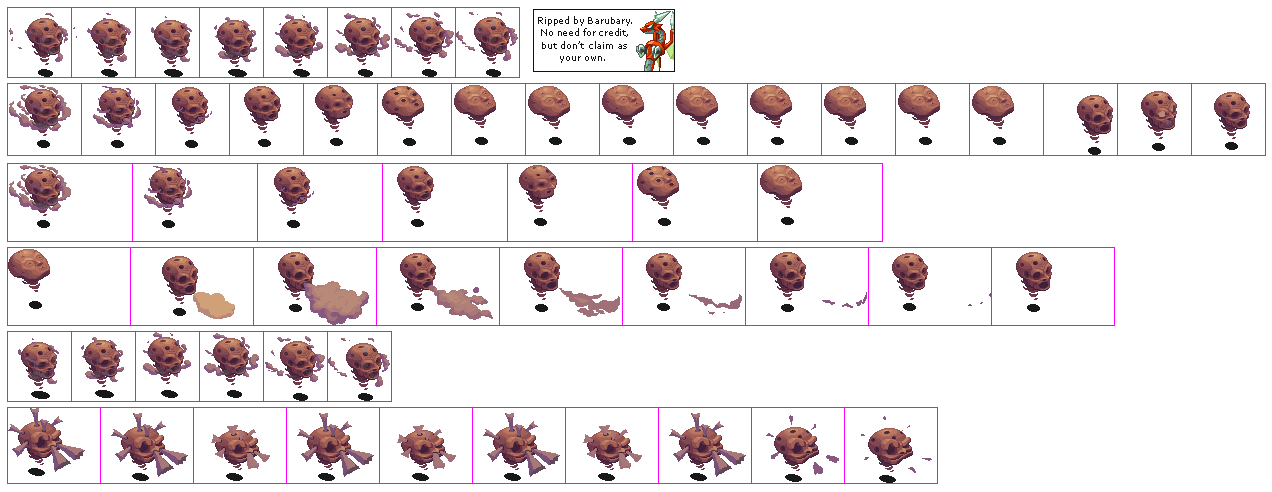 Ripped by Barubary.
No need for credit,
but don't claim as
your own.